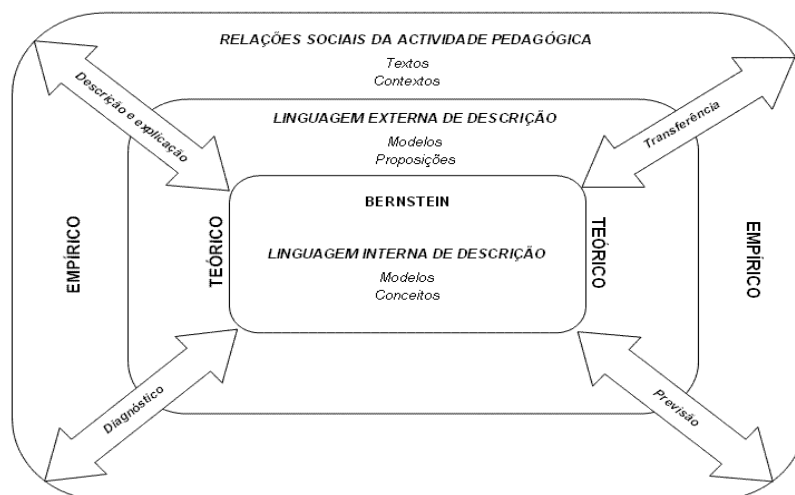 RELAÇÕES SOCIAIS DA ACTIVIDADE PEDAGÓGICA
Textos
Contextos
Descrição e explicação
Transferência
LINGUAGEM EXTERNA DE DESCRIÇÃO
Modelos
Proposições
BERNSTEIN
LINGUAGEM INTERNA DE DESCRIÇÃO
Modelos
Conceitos
EMPÍRICO
TEÓRICO
TEÓRICO
EMPÍRICO
Diagnóstico
Previsão